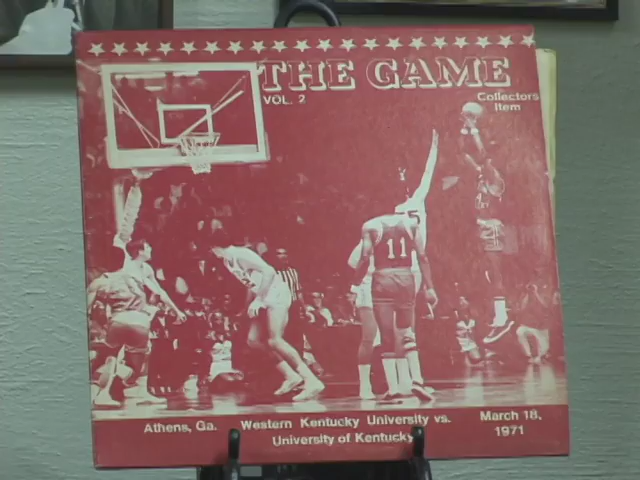 THE GAME
VOL. 2
Collectors
Item
11
5
Athens, Ga.
Western Kentucky University vs.
University of Kentucky
March 18,
1971